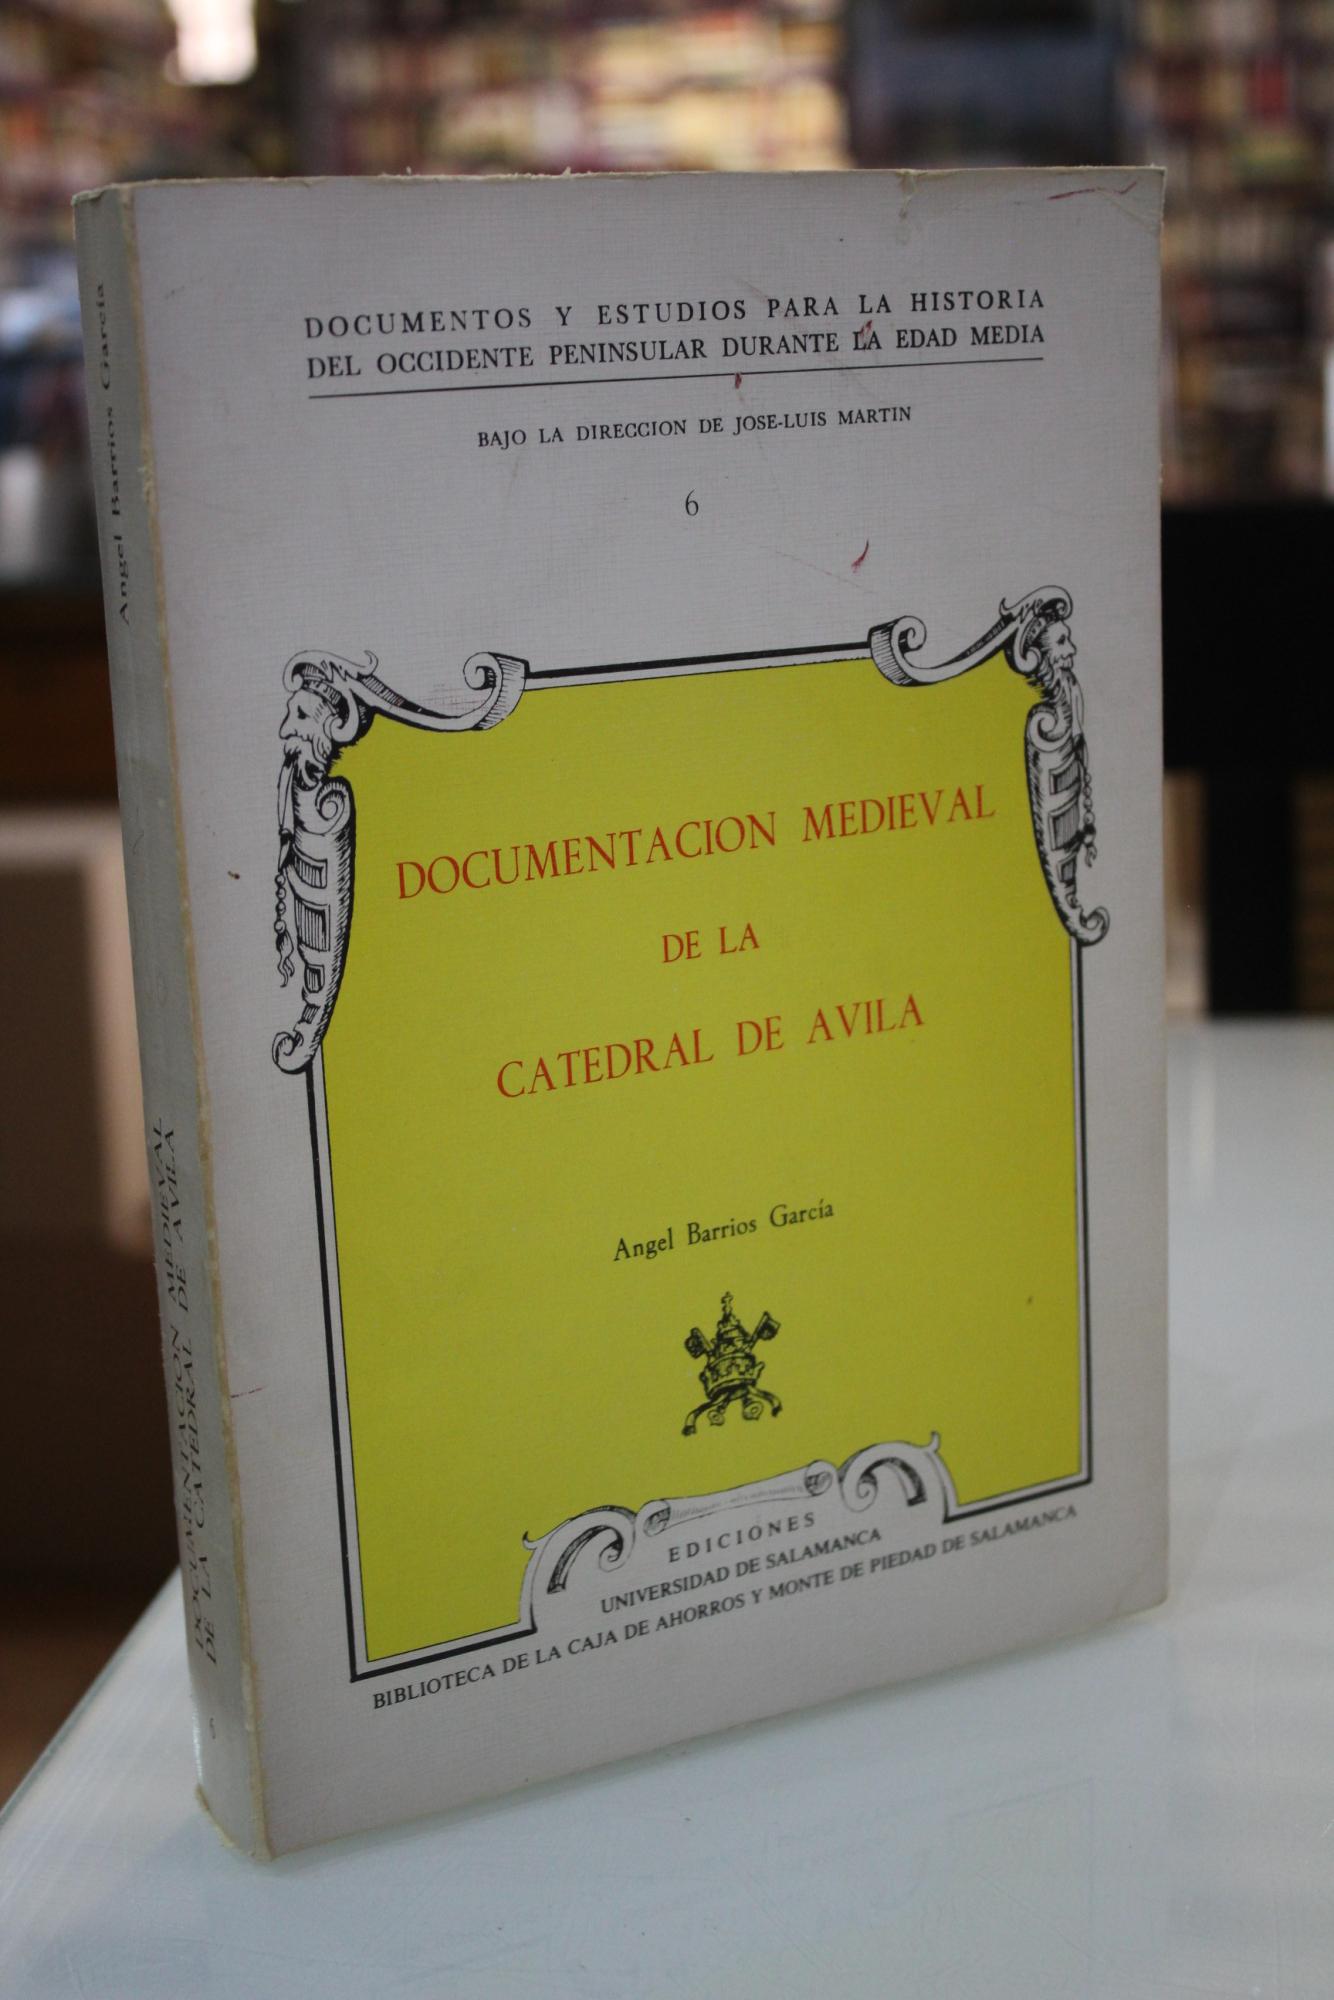 DOCUMENTOS Y ESTUDIOS PARA LA HISTORIA
DEL OCCIDENTE PENINSULAR DURANTE LA EDAD MEDIA
BAJO LA DIRECCION DE JOSE-LUIS MARTIN
6
DOCUMENTACION MEDIEVAL
DE LA
CATEDRAL DE AVILA
Angel Barrios García
EDICIONES
UNIVERSIDAD DE SALAMANCA
BIBLIOTECA DE LA CAJA DE AHORROS Y MONTE DE PIEDAD DE SALAMANCA
Angel Barrios García
DOCUMENTACION MEDIEVAL
DE LA CATEDRAL DE AVILA
6